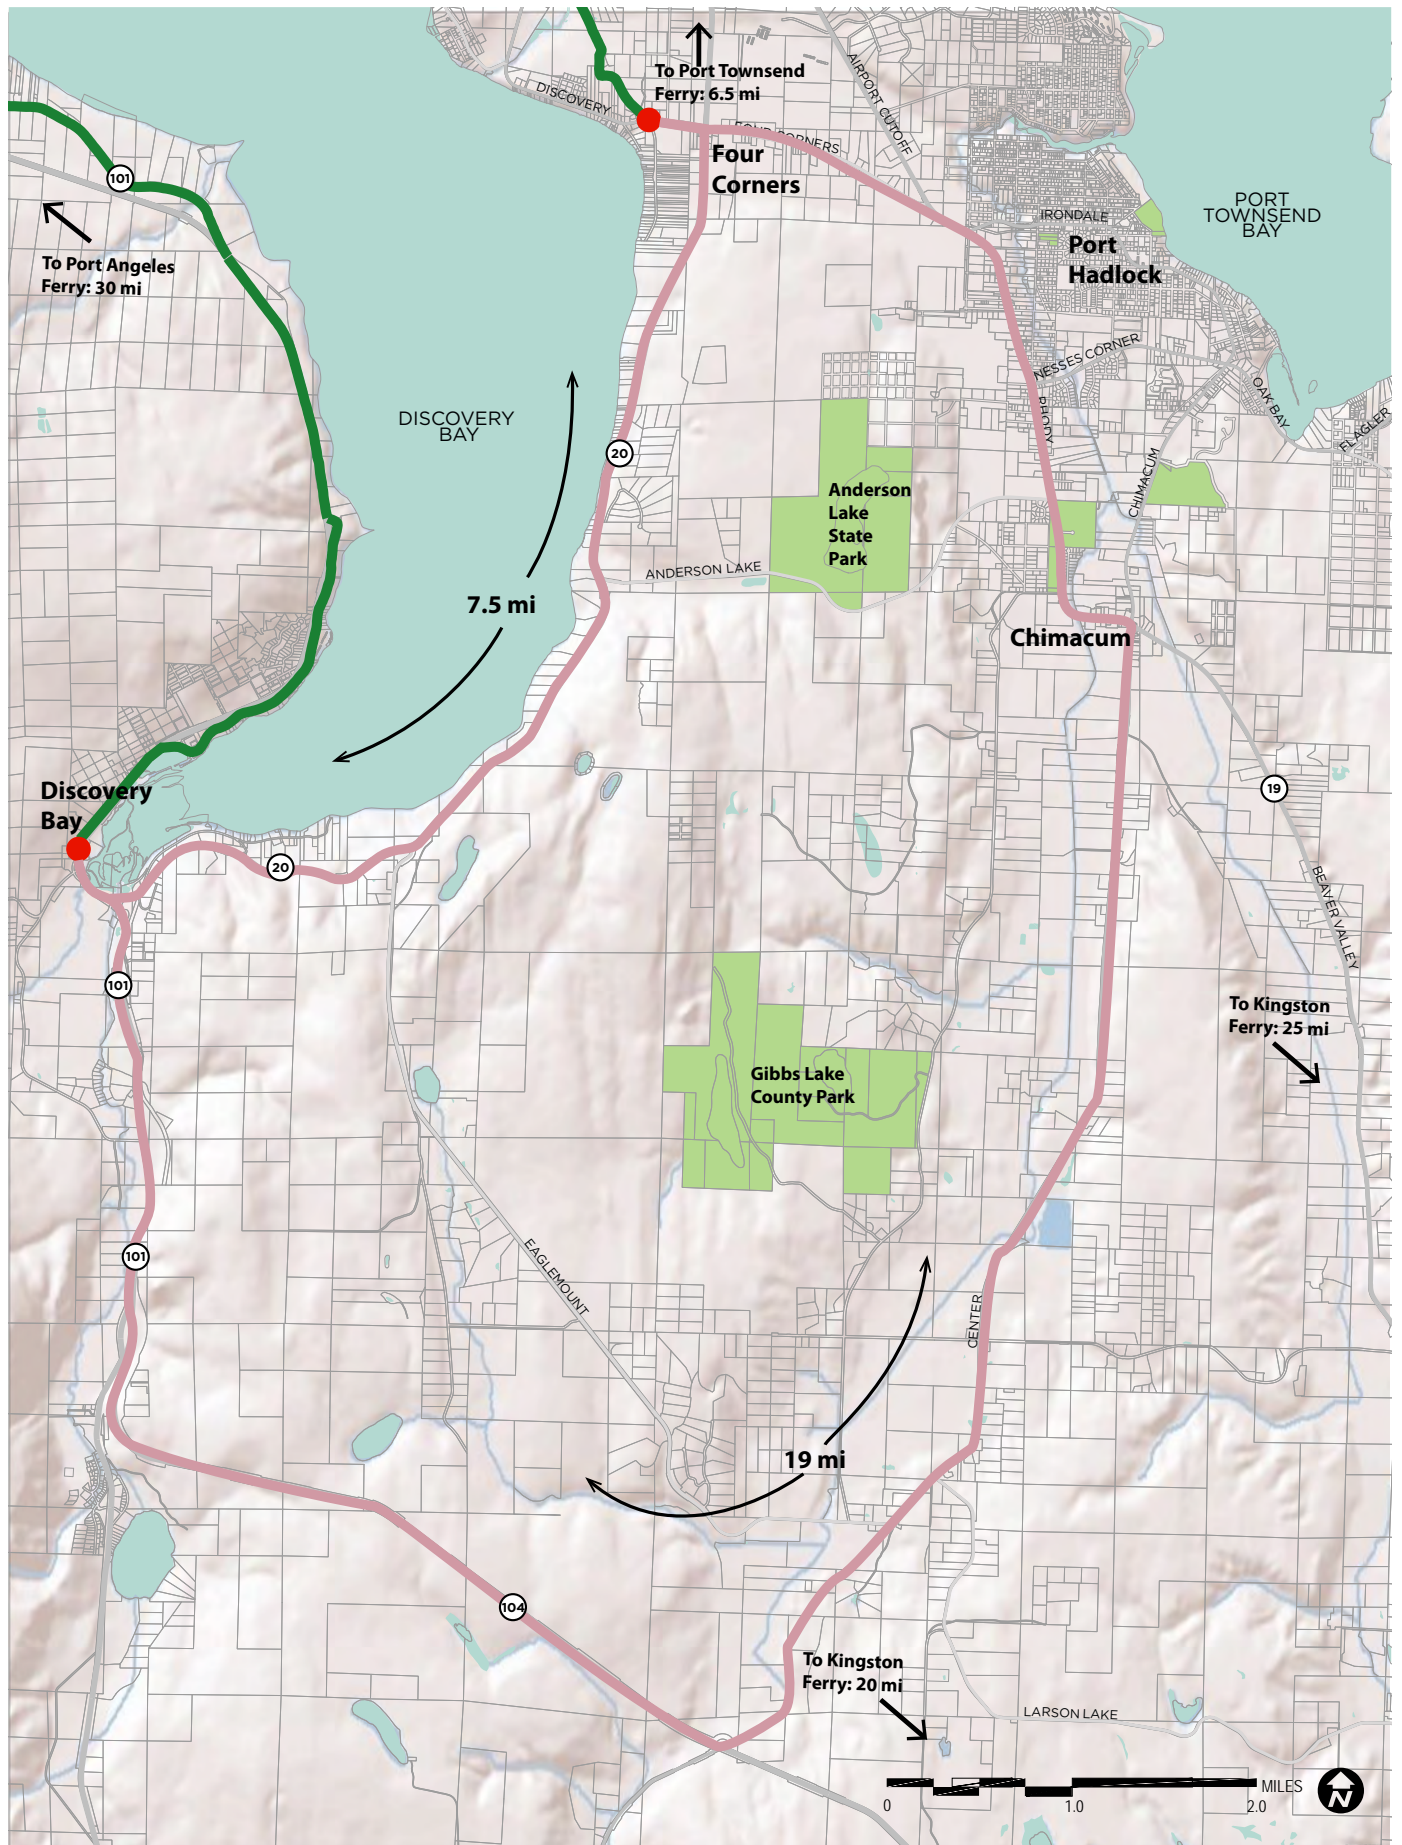 To Port Townsend
Ferry: 6.5 mi
DISCOVERY
AIRPORT CUTOFF
FOUR CORNERS
Four
Corners
101
To Port Angeles
Ferry: 30 mi
IRONDALE
PORT
TOWNSEND
BAY
Port
Hadlock
NESSES CORNER
RHODY
OAK BAY
FLAGLER
DISCOVERY
BAY
20
CHIMACUM
Anderson
Lake
State
Park
ANDERSON LAKE
7.5 mi
Chimacum
Discovery
Bay
19
20
BEAVER VALLEY
101
To Kingston
Ferry: 25 mi
Gibbs Lake
County Park
101
EAGLEMOUNT
CENTER
19 mi
104
To Kingston
Ferry: 20 mi
LARSON LAKE
MILES
0
1.0
2.0
N